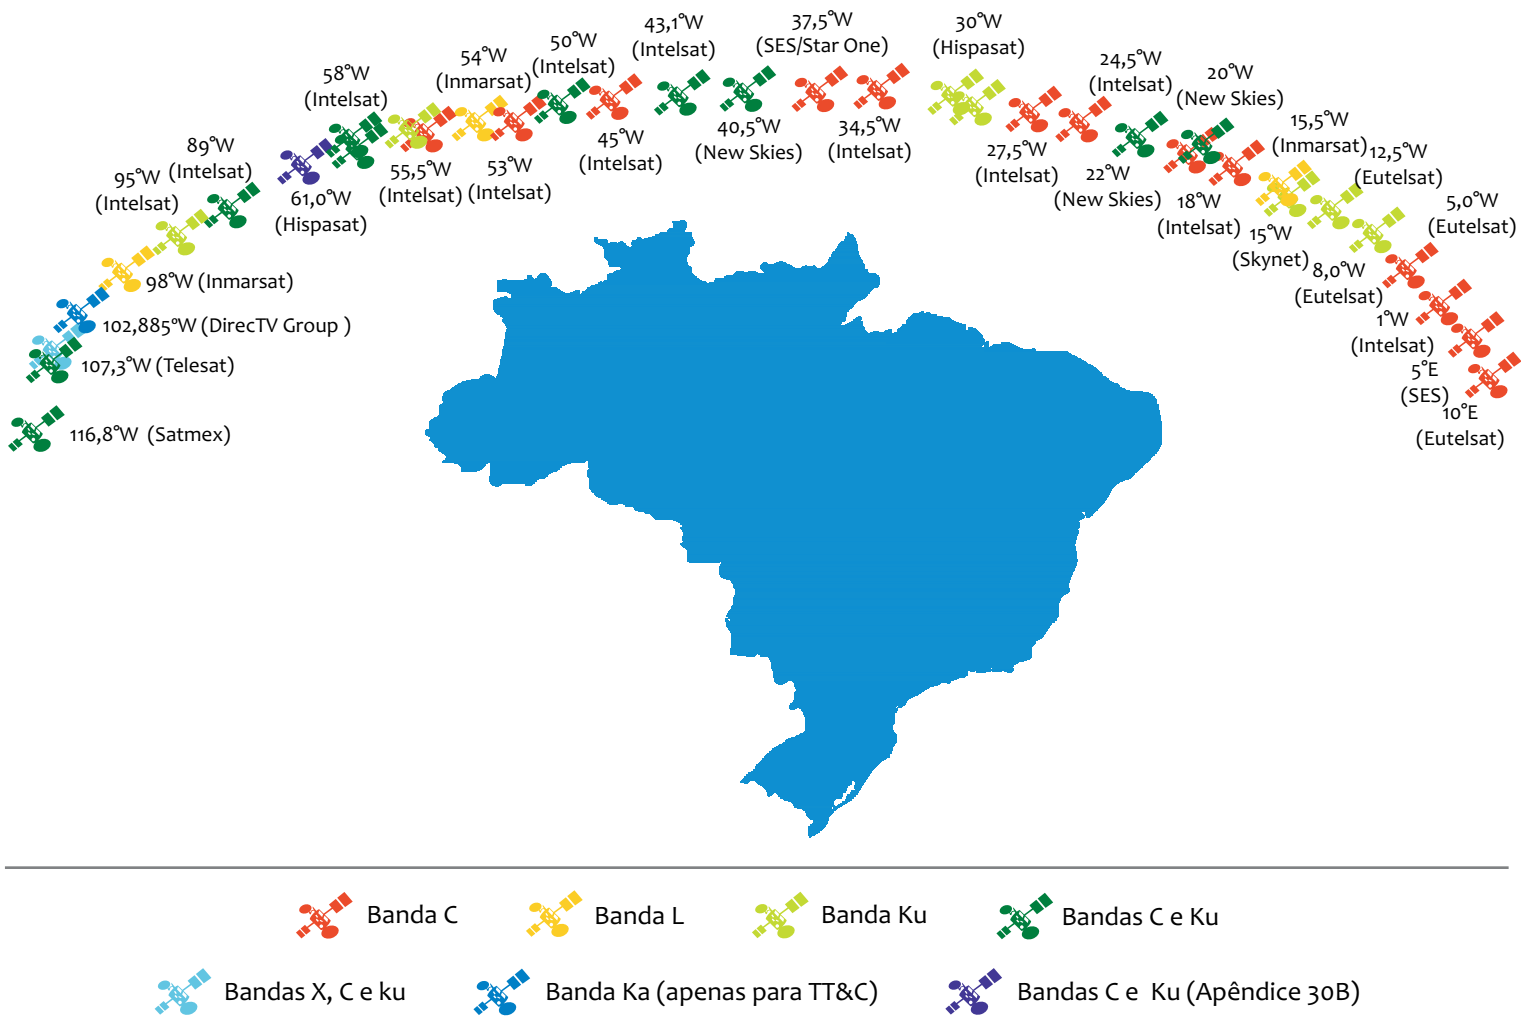 116,8°W (Satmex)
107,3°W (Telesat)
102,885°W (DirecTV Group )
98°W (Inmarsat)
95°W
(Intelsat)
89°W
(Intelsat)
61,0°W
(Hispasat)
58°W
(Intelsat)
55,5°W
(Intelsat)
54°W
(Inmarsat)
53°W
(Intelsat)
50°W
(Intelsat)
45°W
(Intelsat)
43,1°W
(Intelsat)
40,5°W
(New Skies)
37,5°W
(SES/Star One)
34,5°W
(Intelsat)
30°W
(Hispasat)
27,5°W
(Intelsat)
24,5°W
(Intelsat)
22°W
(New Skies)
20°W
(New Skies)
18°W
(Intelsat)
15,5°W
(Inmarsat)
15°W
(Skynet)
12,5°W
(Eutelsat)
8,0°W
(Eutelsat)
5,0°W
(Eutelsat)
1°W
(Intelsat)
5°E
(SES)
10°E
(Eutelsat)
Banda C
Banda L
Banda Ku
Bandas C e Ku
Bandas X, C e ku
Banda Ka (apenas para TT&C)
Bandas C e Ku (Apêndice 30B)